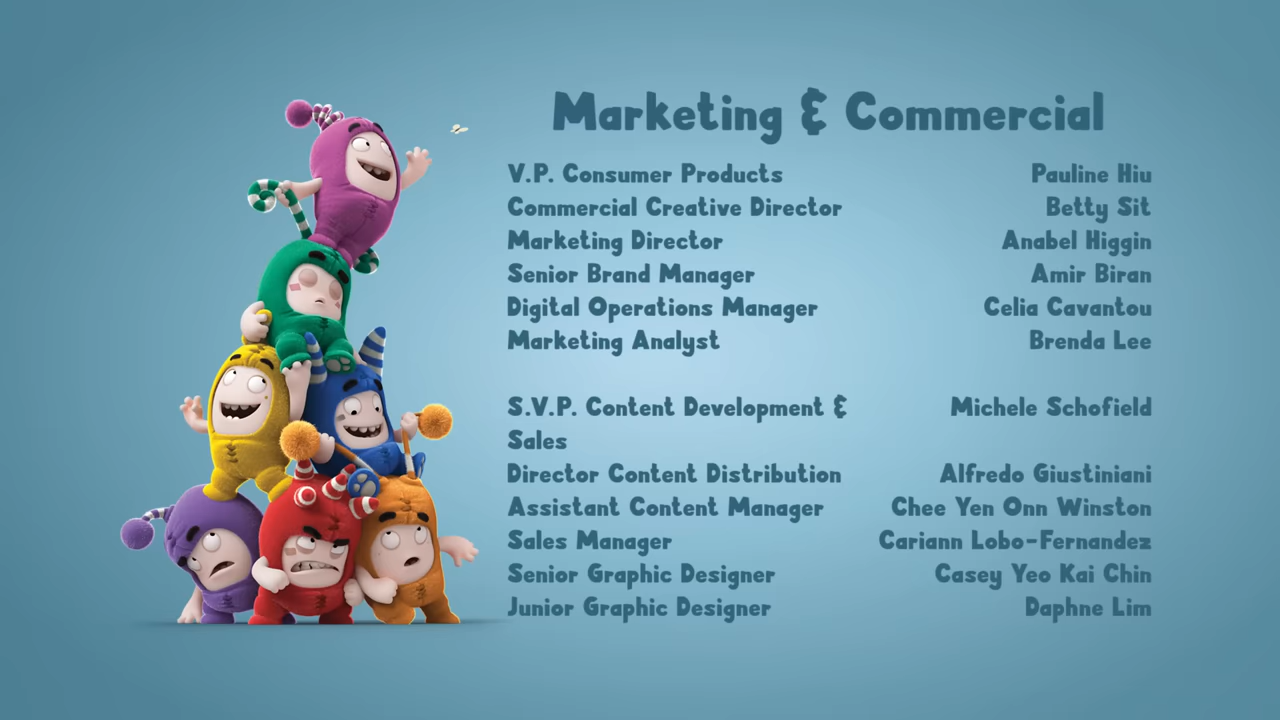 Marketing & Commercial
V.P. Consumer Products Pauline Hiu
Commercial Creative Director Betty Sit
Marketing Director Anabel Higgin
Senior Brand Manager Amir Biran
Digital Operations Manager Celia Cavantou
Marketing Analyst Brenda Lee
S.V.P. Content Development & Michele Schofield
Sales
Director Content Distribution Alfredo Giustiniani
Assistant Content Manager Chee Yen Onn Winston
Sales Manager Cariann Lobo-Fernandez
Senior Graphic Designer Casey Yeo Kai Chin
Junior Graphic Designer Daphne Lim